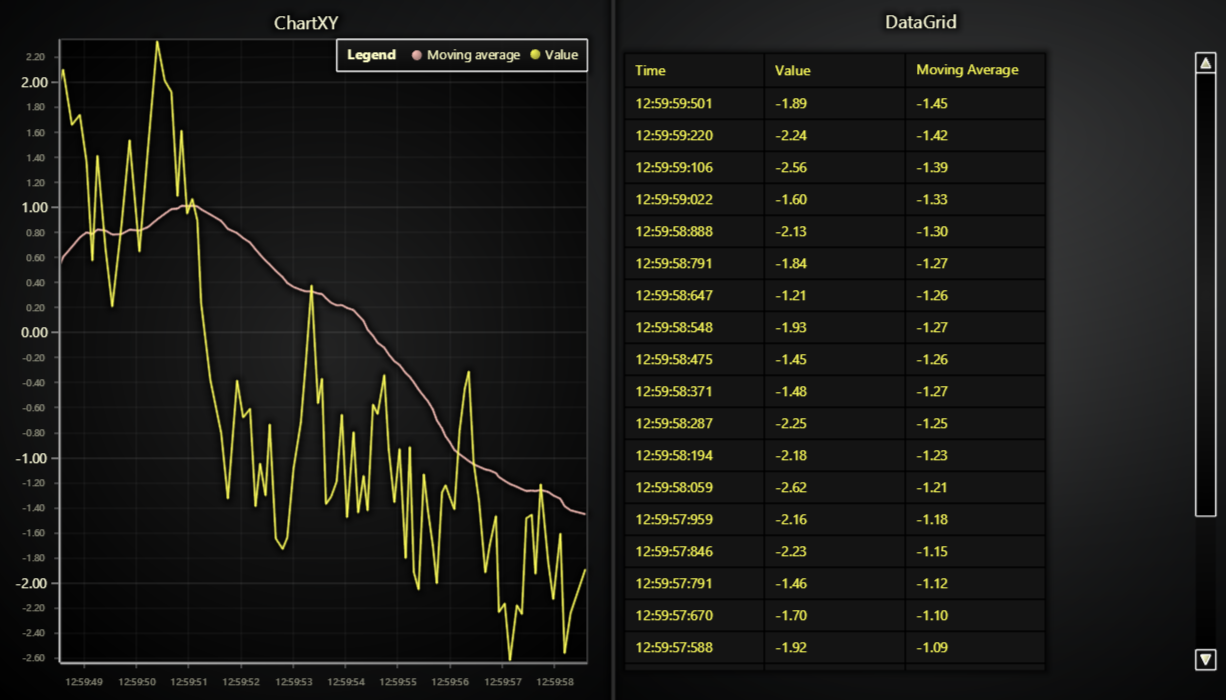 ChartXY
Legend Moving average Value
2.20
2.00
1.80
1.60
1.40
1.20
1.00
0.80
0.60
0.40
0.20
0.00
-0.20
-0.40
-0.60
-0.80
-1.00
-1.20
-1.40
-1.60
-1.80
-2.00
-2.20
-2.40
-2.60
12:59:49 12:59:50 12:59:51 12:59:52 12:59:53 12:59:54 12:59:55 12:59:56 12:59:57 12:59:58
DataGrid
Time Value Moving Average
12:59:59:501 -1.89 -1.45
12:59:59:220 -2.24 -1.42
12:59:59:106 -2.56 -1.39
12:59:59:022 -1.60 -1.33
12:59:58:888 -2.13 -1.30
12:59:58:791 -1.84 -1.27
12:59:58:647 -1.21 -1.26
12:59:58:548 -1.93 -1.27
12:59:58:475 -1.45 -1.26
12:59:58:371 -1.48 -1.27
12:59:58:287 -2.25 -1.25
12:59:58:194 -2.18 -1.23
12:59:58:059 -2.62 -1.21
12:59:57:959 -2.16 -1.18
12:59:57:846 -2.23 -1.15
12:59:57:791 -1.46 -1.12
12:59:57:670 -1.70 -1.10
12:59:57:588 -1.92 -1.09